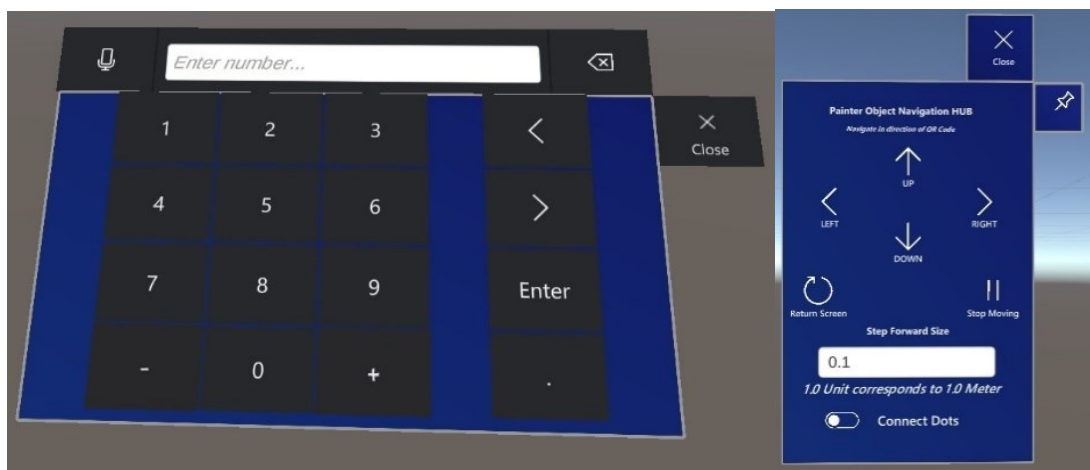 Enter number...
1 2 3 <
Close
4 5 6 >
7 8 9 Enter
- 0 + .
Close
Painter Object Navigation HUB
Navigate in direction of QR Code
UP
LEFT RIGHT
DOWN
Return Screen Stop Moving
Step Forward Size
0.1
1.0 Unit corresponds to 1.0 Meter
Connect Dots